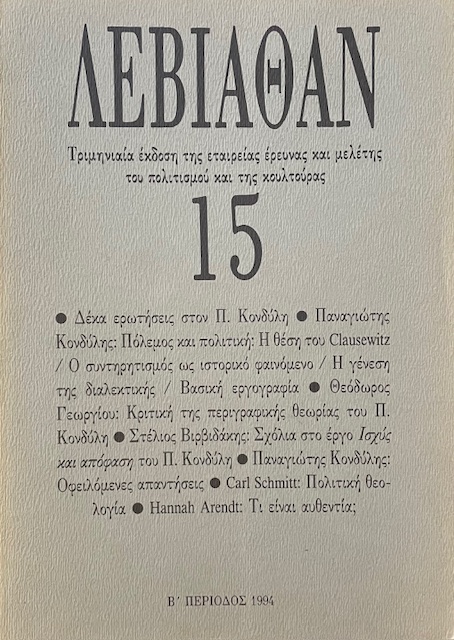 ΛΕΒΙΑΘΑΝ
Τριμηνιαία έκδοση της εταιρείας έρευνας και μελέτης
του πολιτισμού και της κουλτούρας
15
● Δέκα ερωτήσεις στον Π. Κονδύλη ● Παναγιώτης
Κονδύλης: Πόλεμος και πολιτική: Η θέση του Clausewitz
/ Ο συντηρητισμός ως ιστορικό φαινόμενο / Η γένεση
της διαλεκτικής / Βασική εργογραφία ● Θεόδωρος
Γεωργίου: Κριτική της περιγραφικής θεωρίας του Π.
Κονδύλη ● Στέλιος Βιρβιδάκης: Σχόλια στο έργο Ισχύς
και απόφαση του Π. Κονδύλη ● Παναγιώτης Κονδύλης:
Οφειλόμενες απαντήσεις ● Carl Schmitt: Πολιτική θεο-
λογία ● Hannah Arendt: Τι είναι αυθεντία;
Β΄ ΠΕΡΙΟΔΟΣ 1994